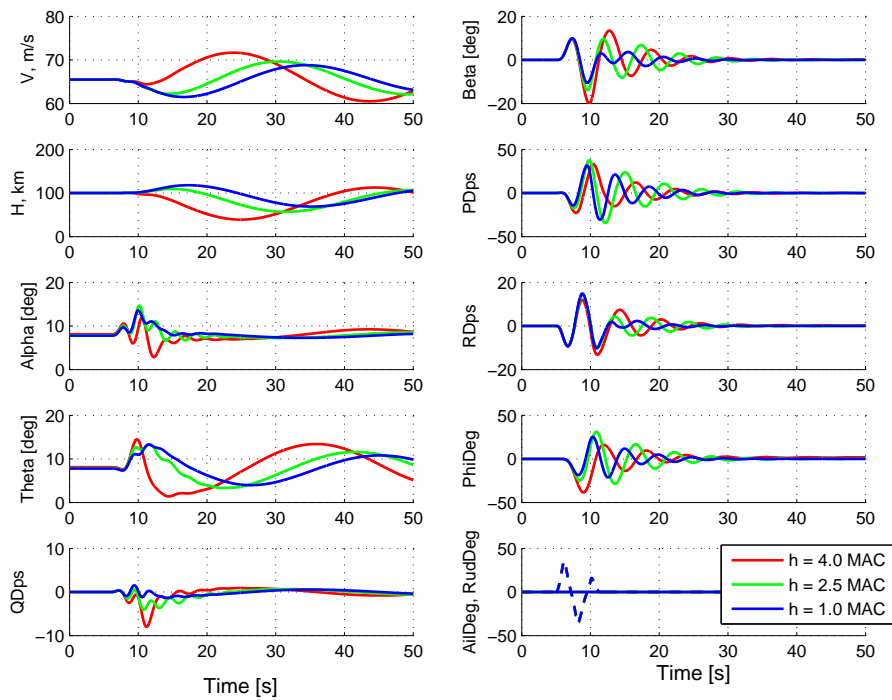 0 10 20 30 40 50
60
70
80
V, m/s
0 10 20 30 40 50
0
100
200
H, km
0 10 20 30 40 50
0
10
20
Alpha [deg]
0 10 20 30 40 50
0
10
20
Theta [deg]
0 10 20 30 40 50
−10
0
10
QDps
Time [s]
0 10 20 30 40 50
−20
0
20
Beta [deg]
0 10 20 30 40 50
−50
0
50
PDps
0 10 20 30 40 50
−20
0
20
RDps
0 10 20 30 40 50
−50
0
50
PhiDeg
0 10 20 30 40 50
−50
0
50
AilDeg, RudDeg
Time [s]
h = 4.0 MAC
h = 2.5 MAC
h = 1.0 MAC